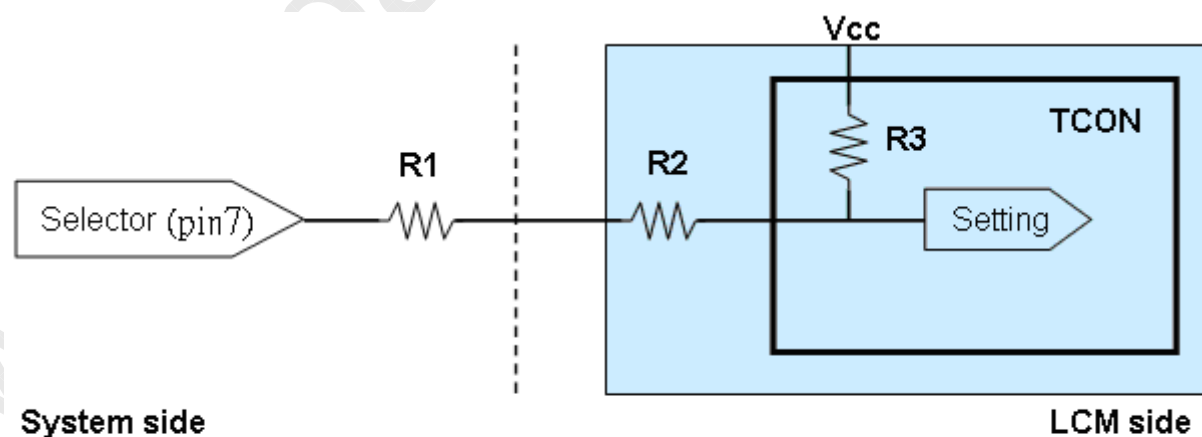 Vcc
TCON
R3
R1
R2
Selector (pin7)
Setting
System side
LCM side